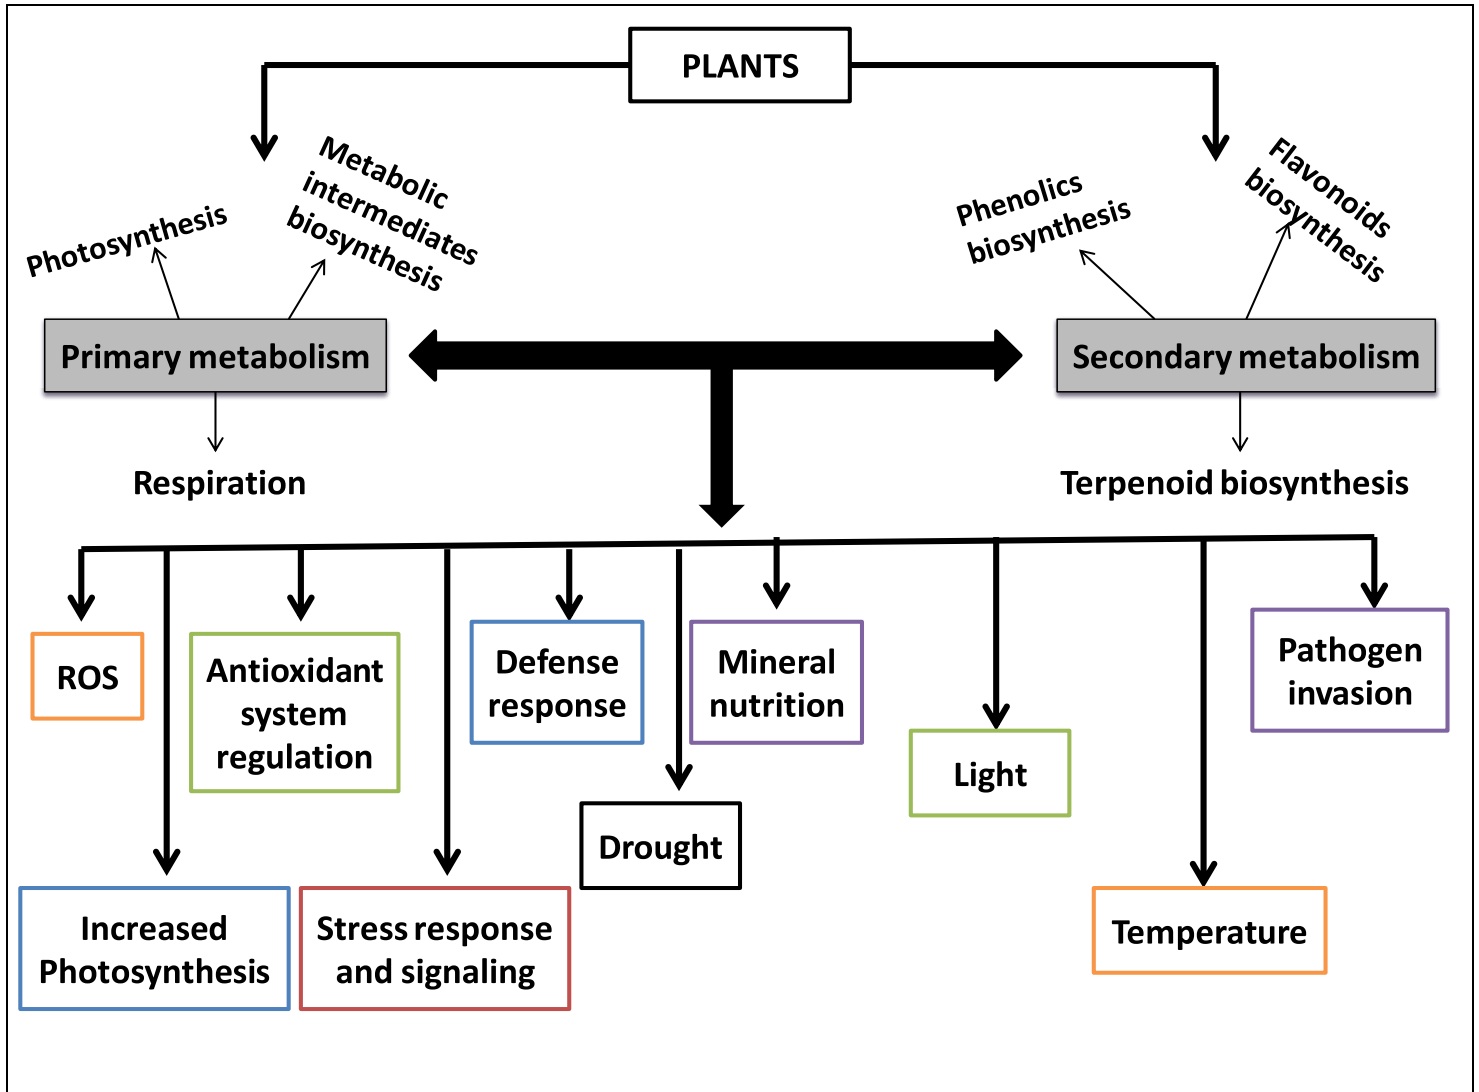 PLANTS
Photosynthesis
Metabolic
intermediates
biosynthesis
Phenolics
biosynthesis
Flavonoids
biosynthesis
Primary metabolism
Secondary metabolism
Respiration
Terpenoid biosynthesis
ROS
Antioxidant
system
regulation
Defense
response
Mineral
nutrition
Pathogen
invasion
Light
Drought
Increased
Photosynthesis
Stress response
and signaling
Temperature